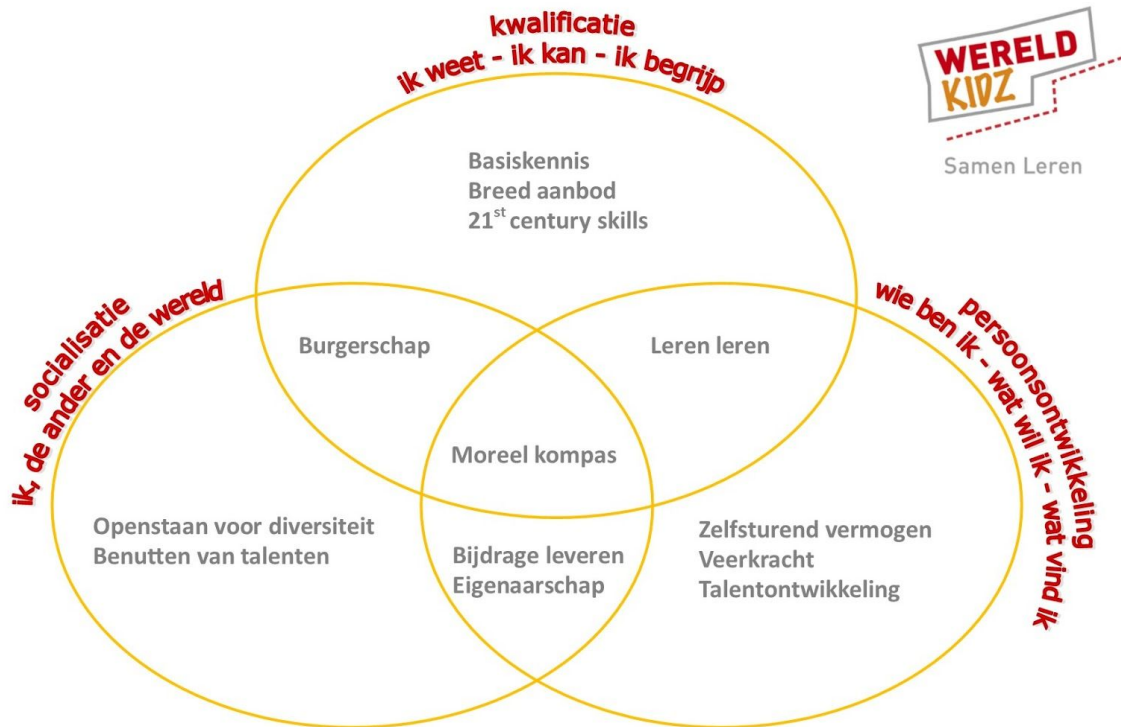 kwalificatie
ik weet - ik kan - ik begrijp
WERELD
KIDZ
Samen Leren
Basiskennis
Breed aanbod
21st century skills
socialisatie
ik, de ander en de wereld
persoonsontwikkeling
wie ben ik - wat wil ik - wat vind ik
Burgerschap
Leren leren
Moreel kompas
Openstaan voor diversiteit
Benutten van talenten
Bijdrage leveren
Eigenaarschap
Zelfsturend vermogen
Veerkracht
Talentontwikkeling